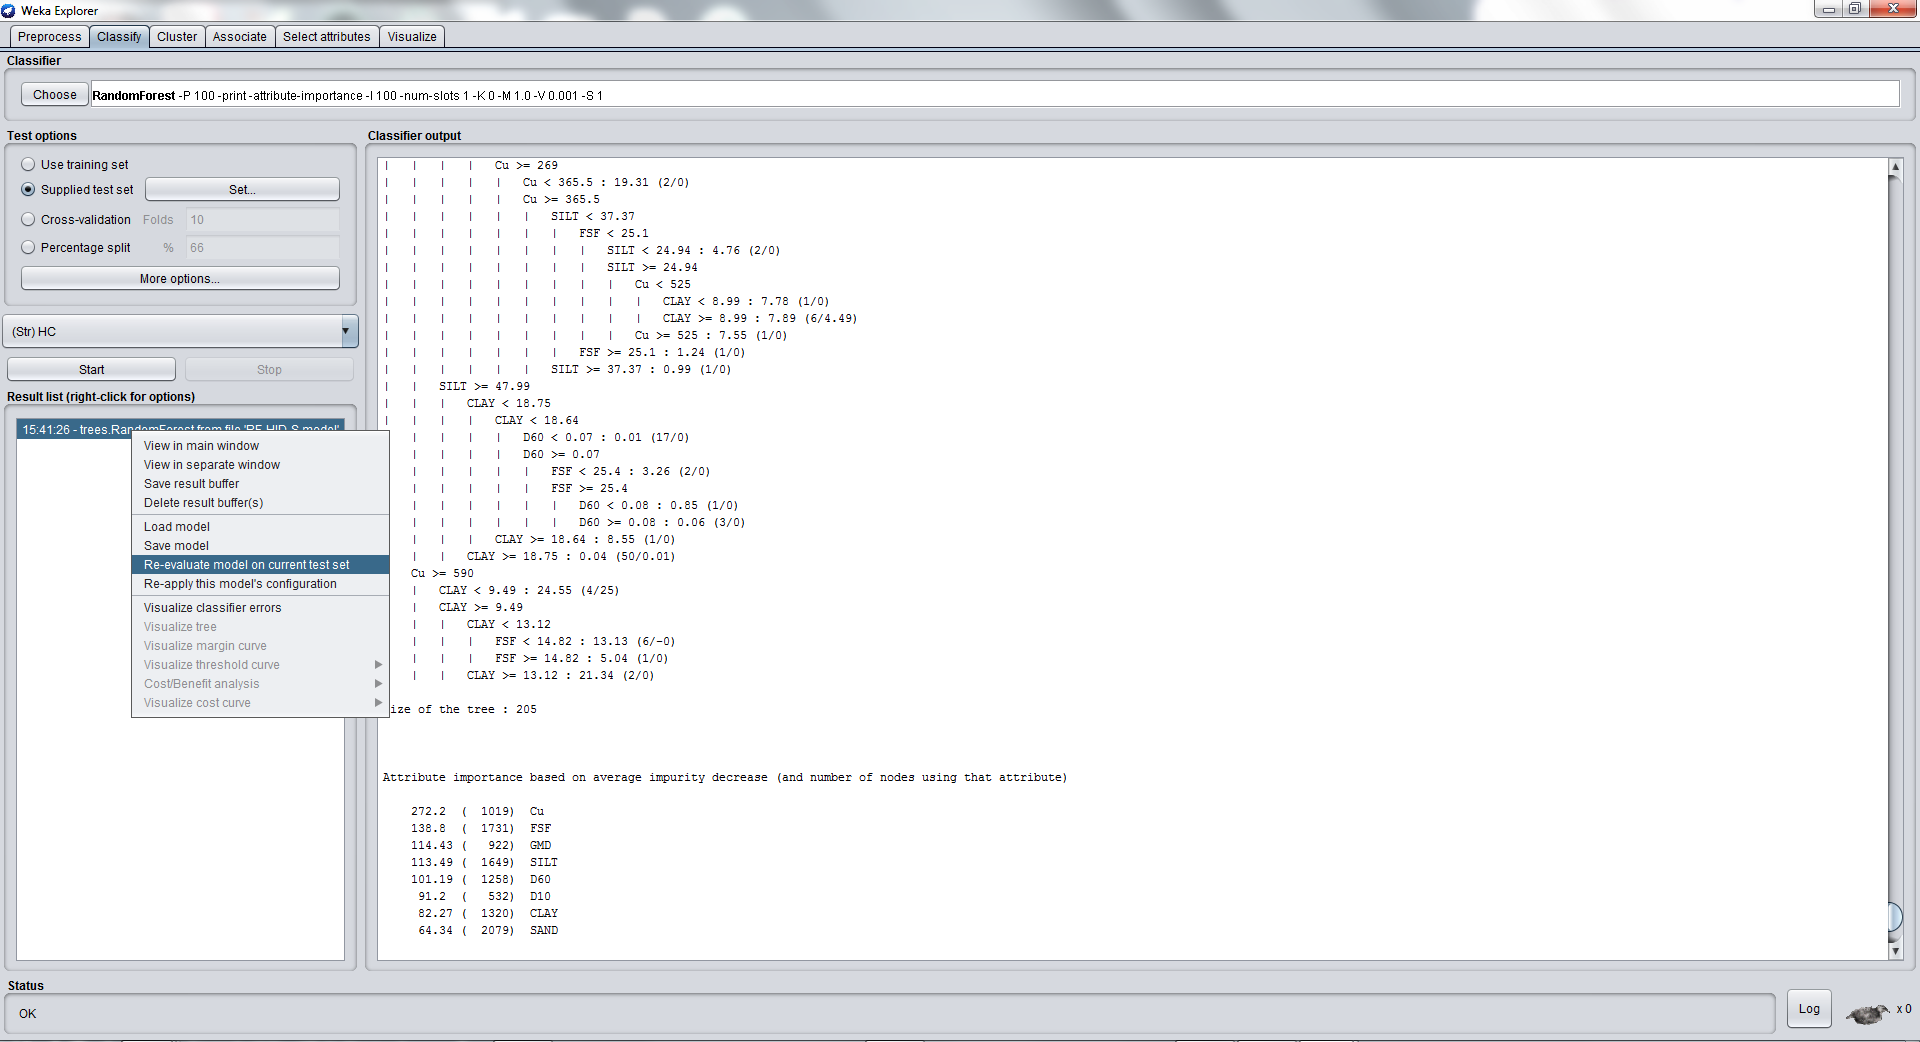 Weka Explorer
Preprocess Classify Cluster Associate Select attributes Visualize
Classifier
Choose RandomForest -P 100 -print -attribute-importance -I 100 -num-slots 1 -K 0 -M 1.0 -V 0.001 -S 1
Test options
Use training set
Supplied test set Set...
Cross-validation Folds 10
Percentage split % 66
More options...
(Str) HC
Start Stop
Result list (right-click for options)
15:41:26 - trees.RandomForest from file 'RF HID S.model'
View in main window
View in separate window
Save result buffer
Delete result buffer(s)
Load model
Save model
Re-evaluate model on current test set
Re-apply this model's configuration
Visualize classifier errors
Visualize tree
Visualize margin curve
Visualize threshold curve
Cost/Benefit analysis
Visualize cost curve
Classifier output
| | | | Cu >= 269
| | | | | Cu < 365.5 : 19.31 (2/0)
| | | | | Cu >= 365.5
| | | | | | SILT < 37.37
| | | | | | | FSF < 25.1
| | | | | | | | SILT < 24.94 : 4.76 (2/0)
| | | | | | | | SILT >= 24.94
| | | | | | | | | Cu < 525
| | | | | | | | | | CLAY < 8.99 : 7.78 (1/0)
| | | | | | | | | | CLAY >= 8.99 : 7.89 (6/4.49)
| | | | | | | | | Cu >= 525 : 7.55 (1/0)
| | | | | | | FSF >= 25.1 : 1.24 (1/0)
| | | | | | SILT >= 37.37 : 0.99 (1/0)
| | SILT >= 47.99
| | | CLAY < 18.75
| | | | CLAY < 18.64
| | | | | D60 < 0.07 : 0.01 (17/0)
| | | | | D60 >= 0.07
| | | | | | FSF < 25.4 : 3.26 (2/0)
| | | | | | FSF >= 25.4
| | | | | | | D60 < 0.08 : 0.85 (1/0)
| | | | | | | D60 >= 0.08 : 0.06 (3/0)
| | | | CLAY >= 18.64 : 8.55 (1/0)
| | | CLAY >= 18.75 : 0.04 (50/0.01)
Cu >= 590
| CLAY < 9.49 : 24.55 (4/25)
| CLAY >= 9.49
| | CLAY < 13.12
| | | FSF < 14.82 : 13.13 (6/-0)
| | | FSF >= 14.82 : 5.04 (1/0)
| | CLAY >= 13.12 : 21.34 (2/0)
ize of the tree : 205
Attribute importance based on average impurity decrease (and number of nodes using that attribute)
272.2 ( 1019) Cu
138.8 ( 1731) FSF
114.43 ( 922) GMD
113.49 ( 1649) SILT
101.19 ( 1258) D60
91.2 ( 532) D10
82.27 ( 1320) CLAY
64.34 ( 2079) SAND
Status
OK
Log x 0